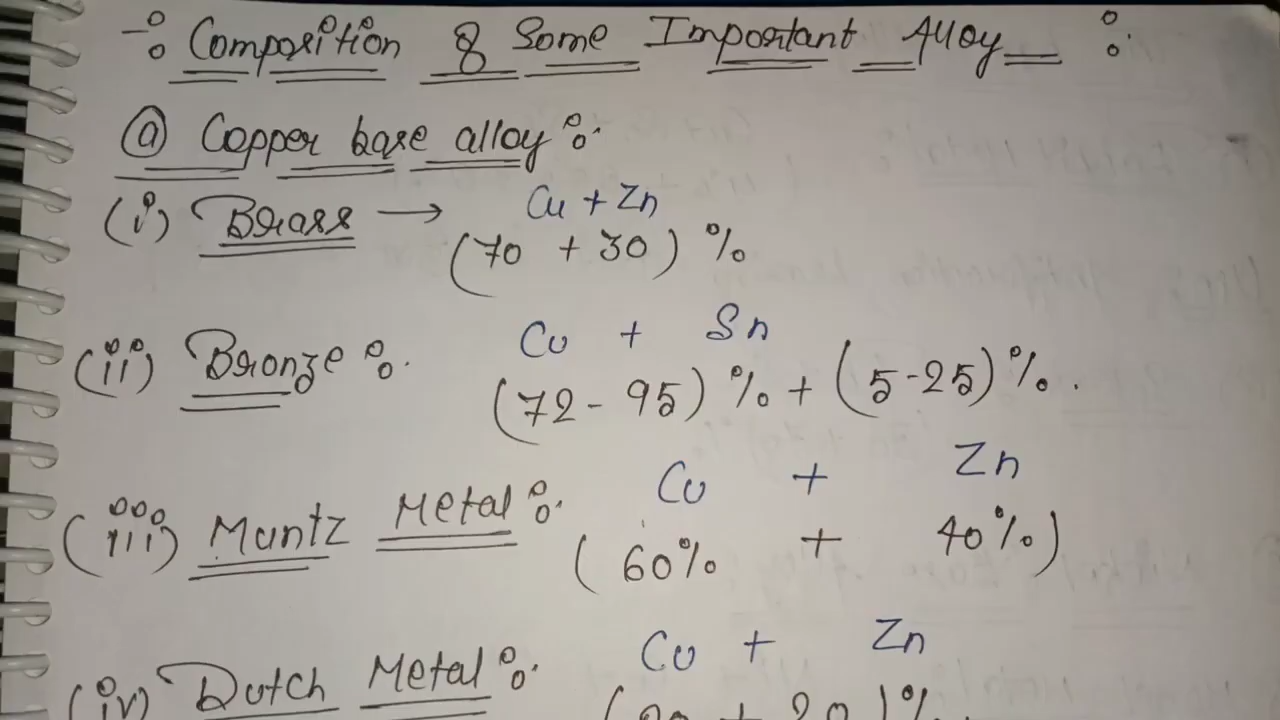 -: Composition of Some Important Alloy :
(a) Copper base alloy :
(i) Brass → Cu + Zn
(70 + 30) %
(ii) Bronze : Cu + Sn
(72 - 95) % + (5 - 25) % .
(iii) Muntz Metal : Cu + Zn
( 60% + 40% )
(iv) Dutch Metal : Cu + Zn